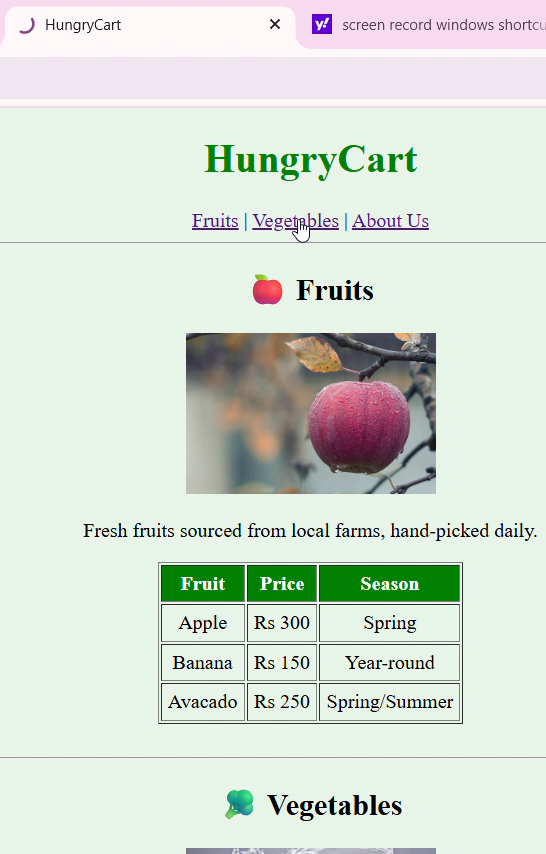 HungryCart
screen record windows shortcu
HungryCart
Fruits | Vegetables | About Us
Fruits
Fresh fruits sourced from local farms, hand-picked daily.
Fruit Price Season
Apple Rs 300 Spring
Banana Rs 150 Year-round
Avacado Rs 250 Spring/Summer
Vegetables